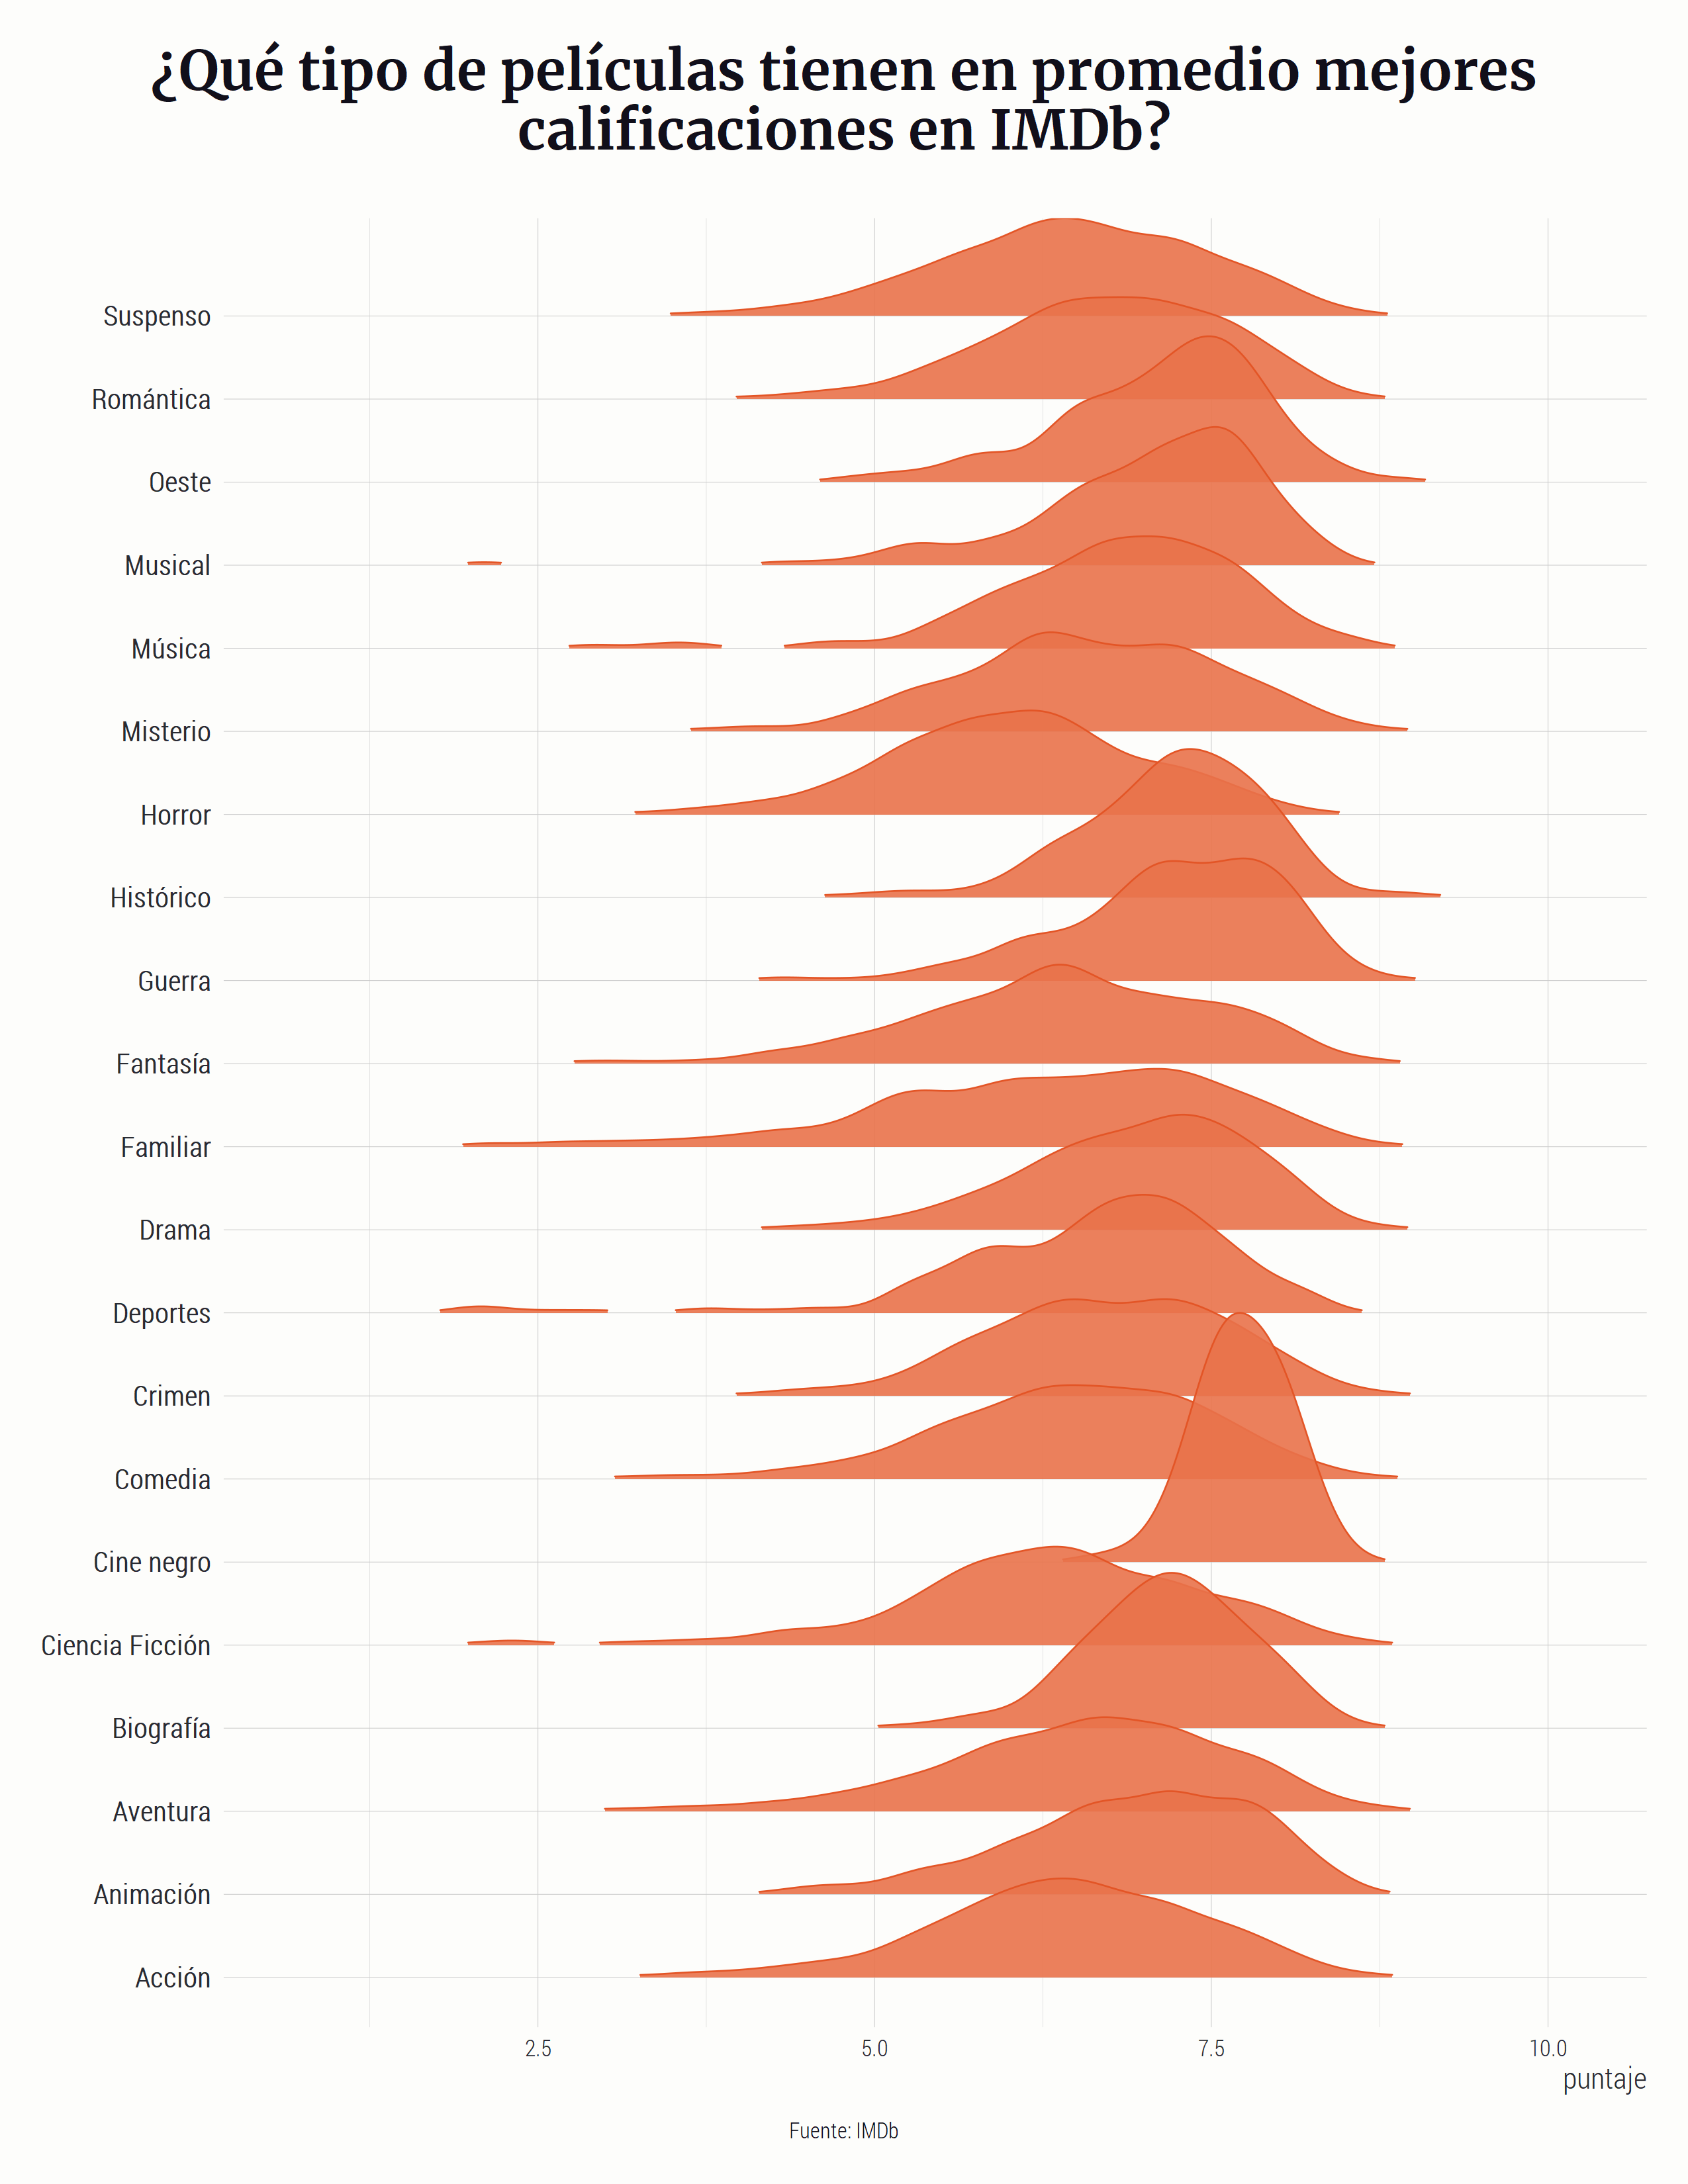 ¿Qué tipo de películas tienen en promedio mejores
calificaciones en IMDb?
Suspenso
Romántica
Oeste
Musical
Música
Misterio
Horror
Histórico
Guerra
Fantasía
Familiar
Drama
Deportes
Crimen
Comedia
Cine negro
Ciencia Ficción
Biografía
Aventura
Animación
Acción
2.5 5.0 7.5 10.0
puntaje
Fuente: IMDb